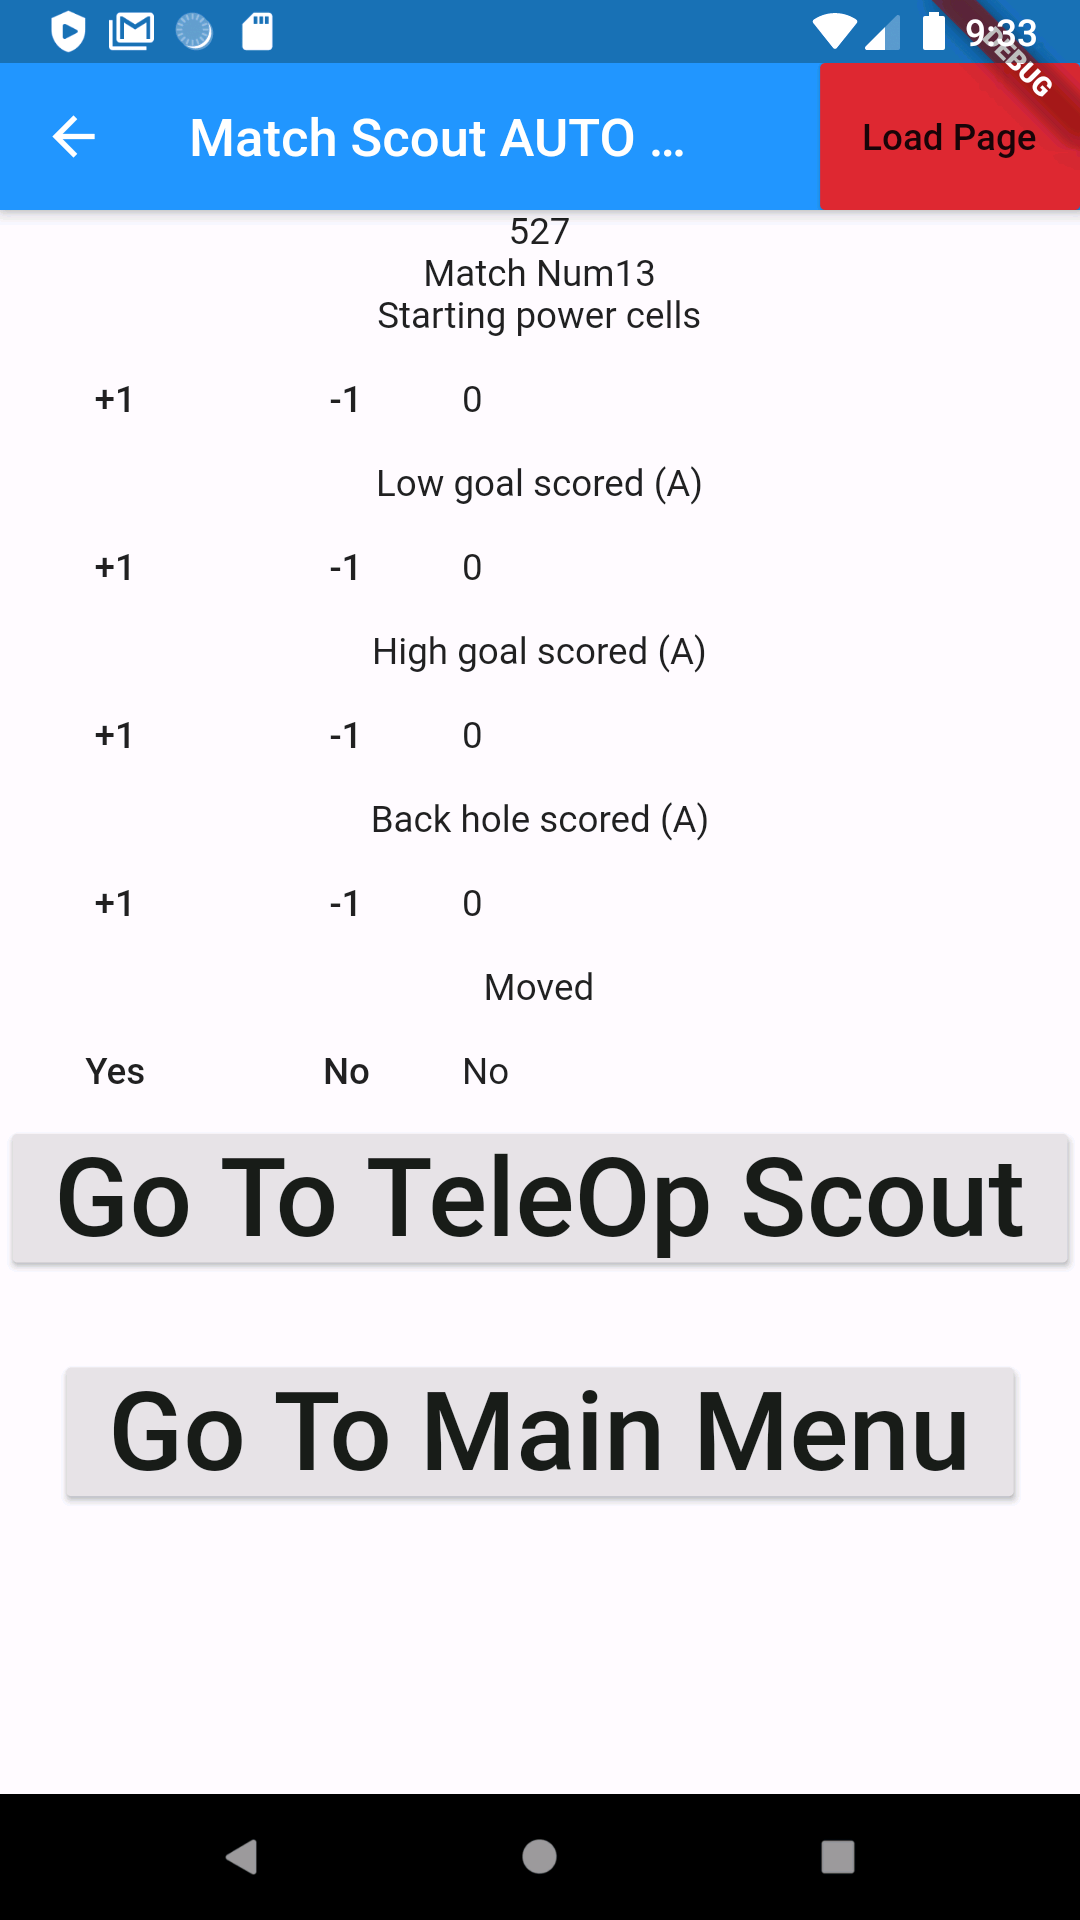 9:33
DEBUG
Match Scout AUTO ...
Load Page
527
Match Num13
Starting power cells
+1 -1 0
Low goal scored (A)
+1 -1 0
High goal scored (A)
+1 -1 0
Back hole scored (A)
+1 -1 0
Moved
Yes No No
Go To TeleOp Scout
Go To Main Menu